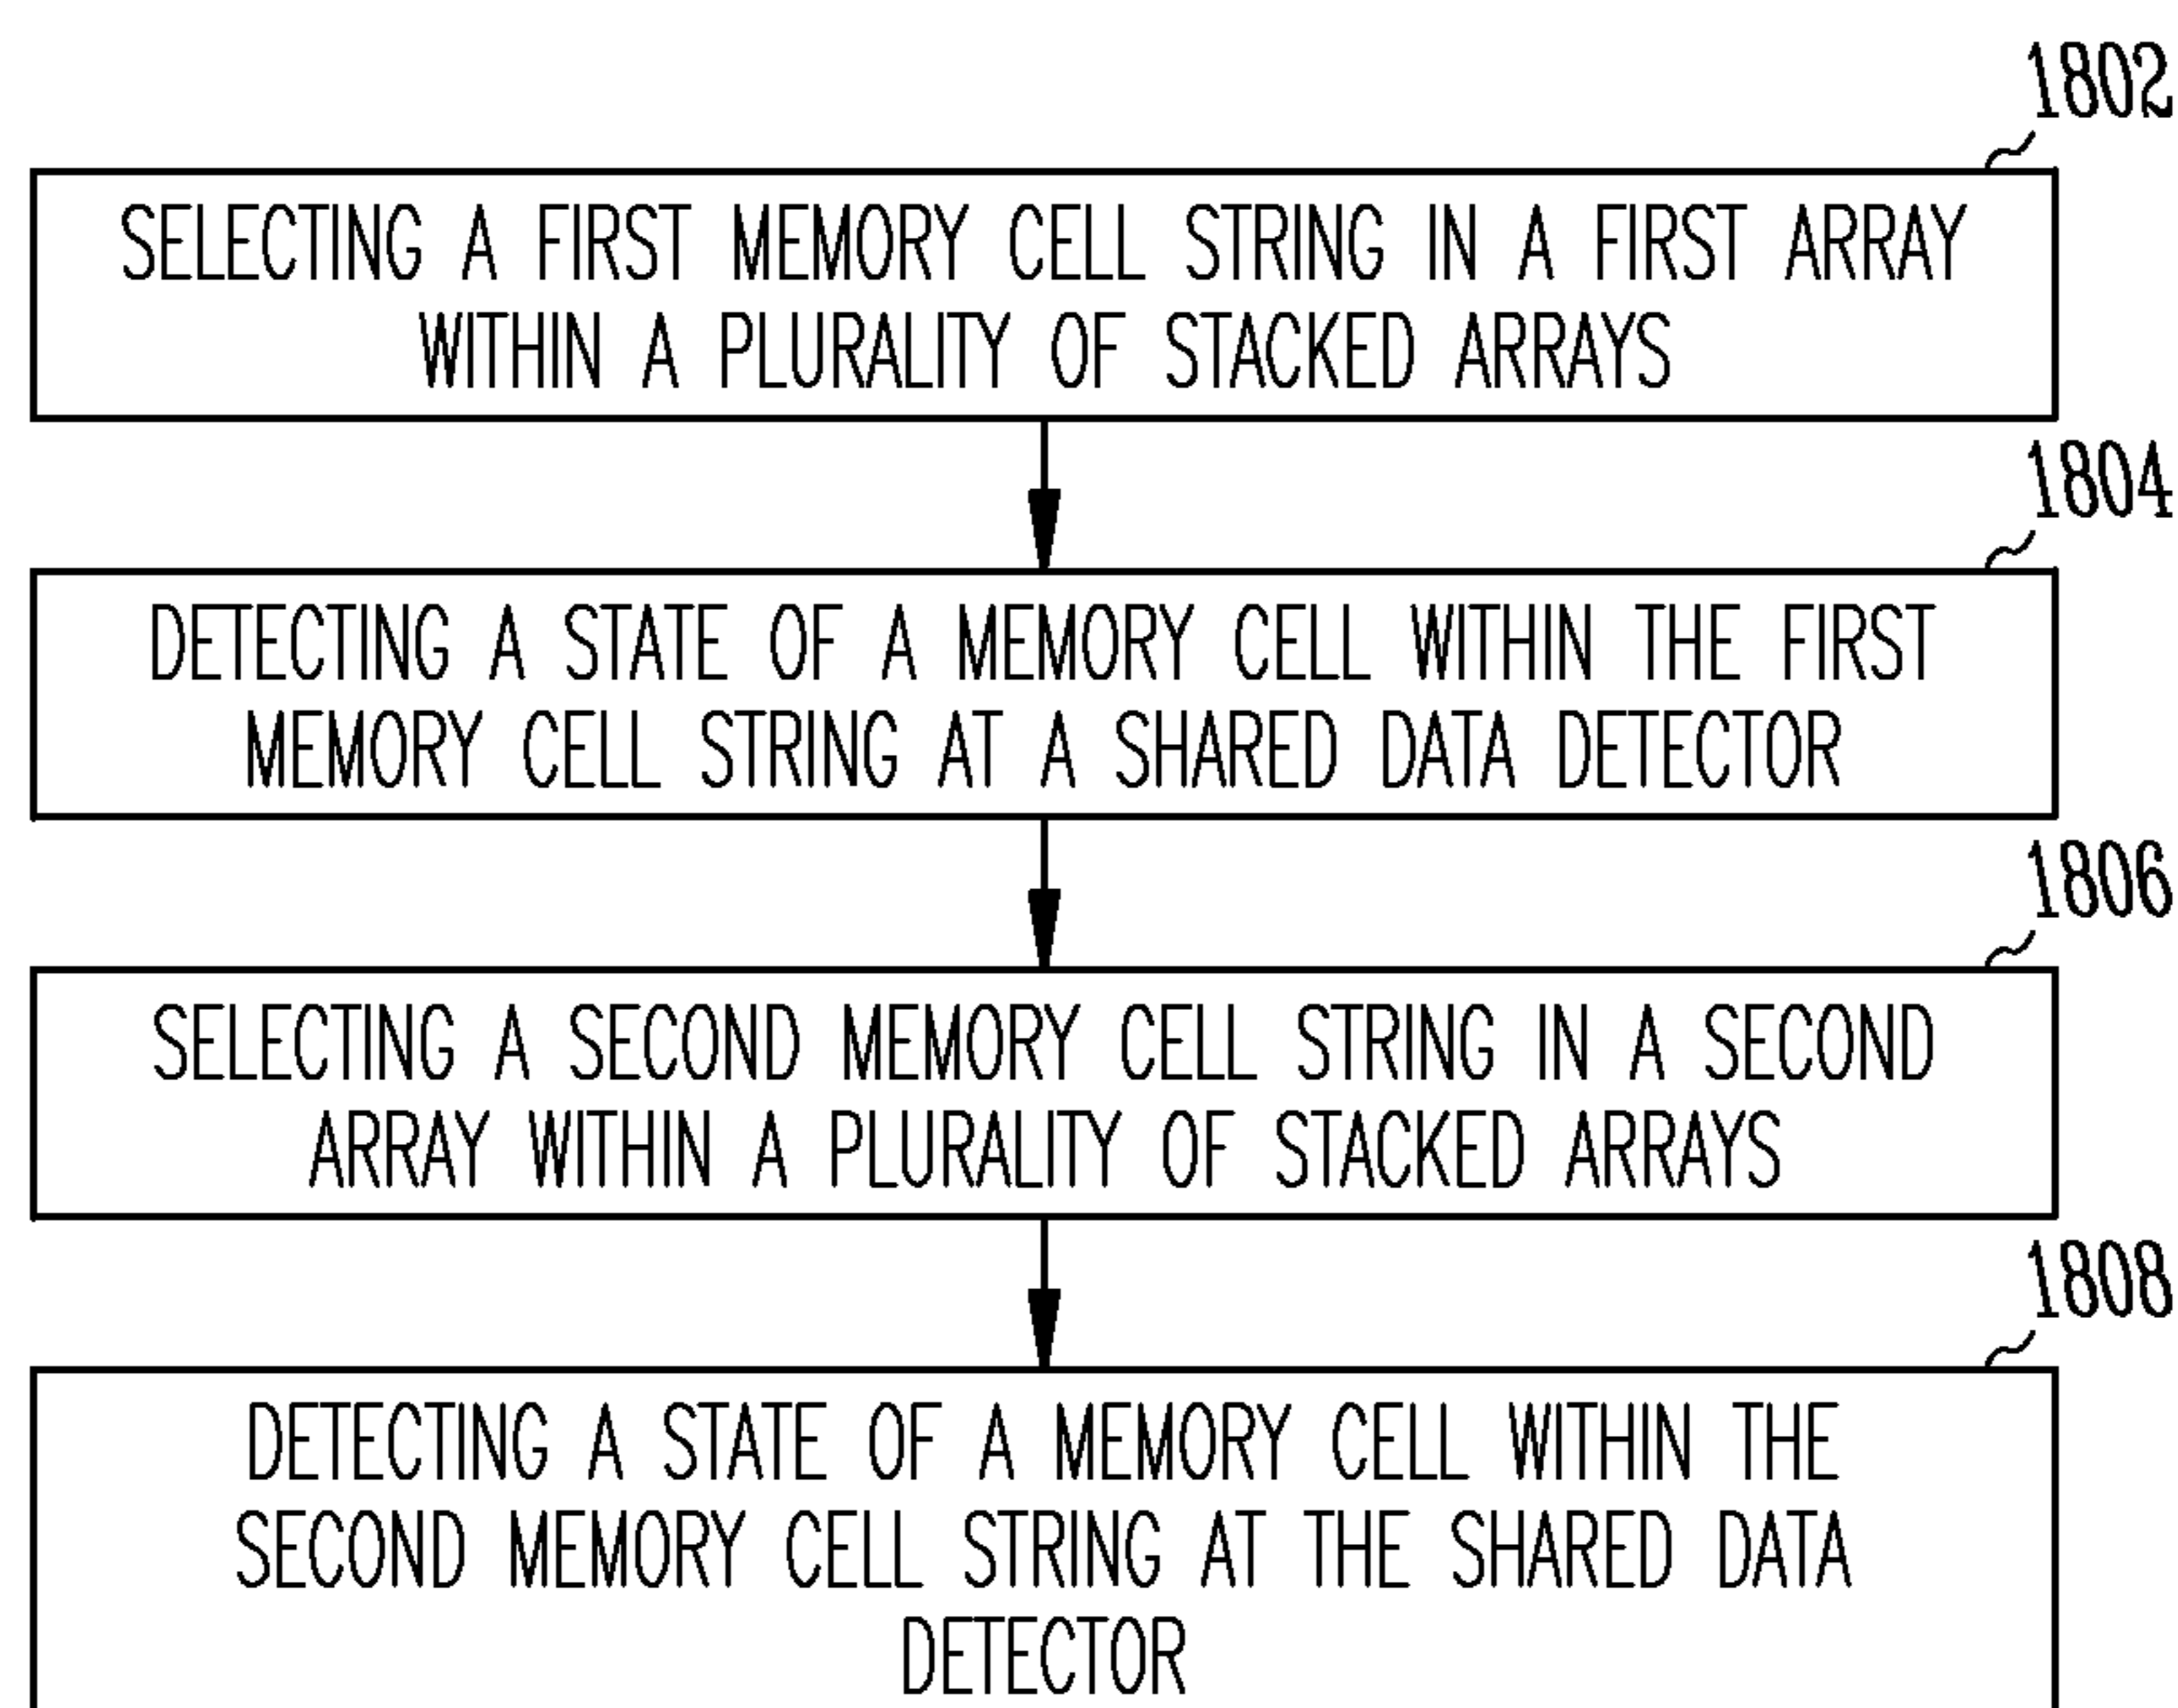 1802
SELECTING A FIRST MEMORY CELL STRING IN A FIRST ARRAY
WITHIN A PLURALITY OF STACKED ARRAYS
1804
DETECTING A STATE OF A MEMORY CELL WITHIN THE FIRST
MEMORY CELL STRING AT A SHARED DATA DETECTOR
1806
SELECTING A SECOND MEMORY CELL STRING IN A SECOND
ARRAY WITHIN A PLURALITY OF STACKED ARRAYS
1808
DETECTING A STATE OF A MEMORY CELL WITHIN THE
SECOND MEMORY CELL STRING AT THE SHARED DATA
DETECTOR